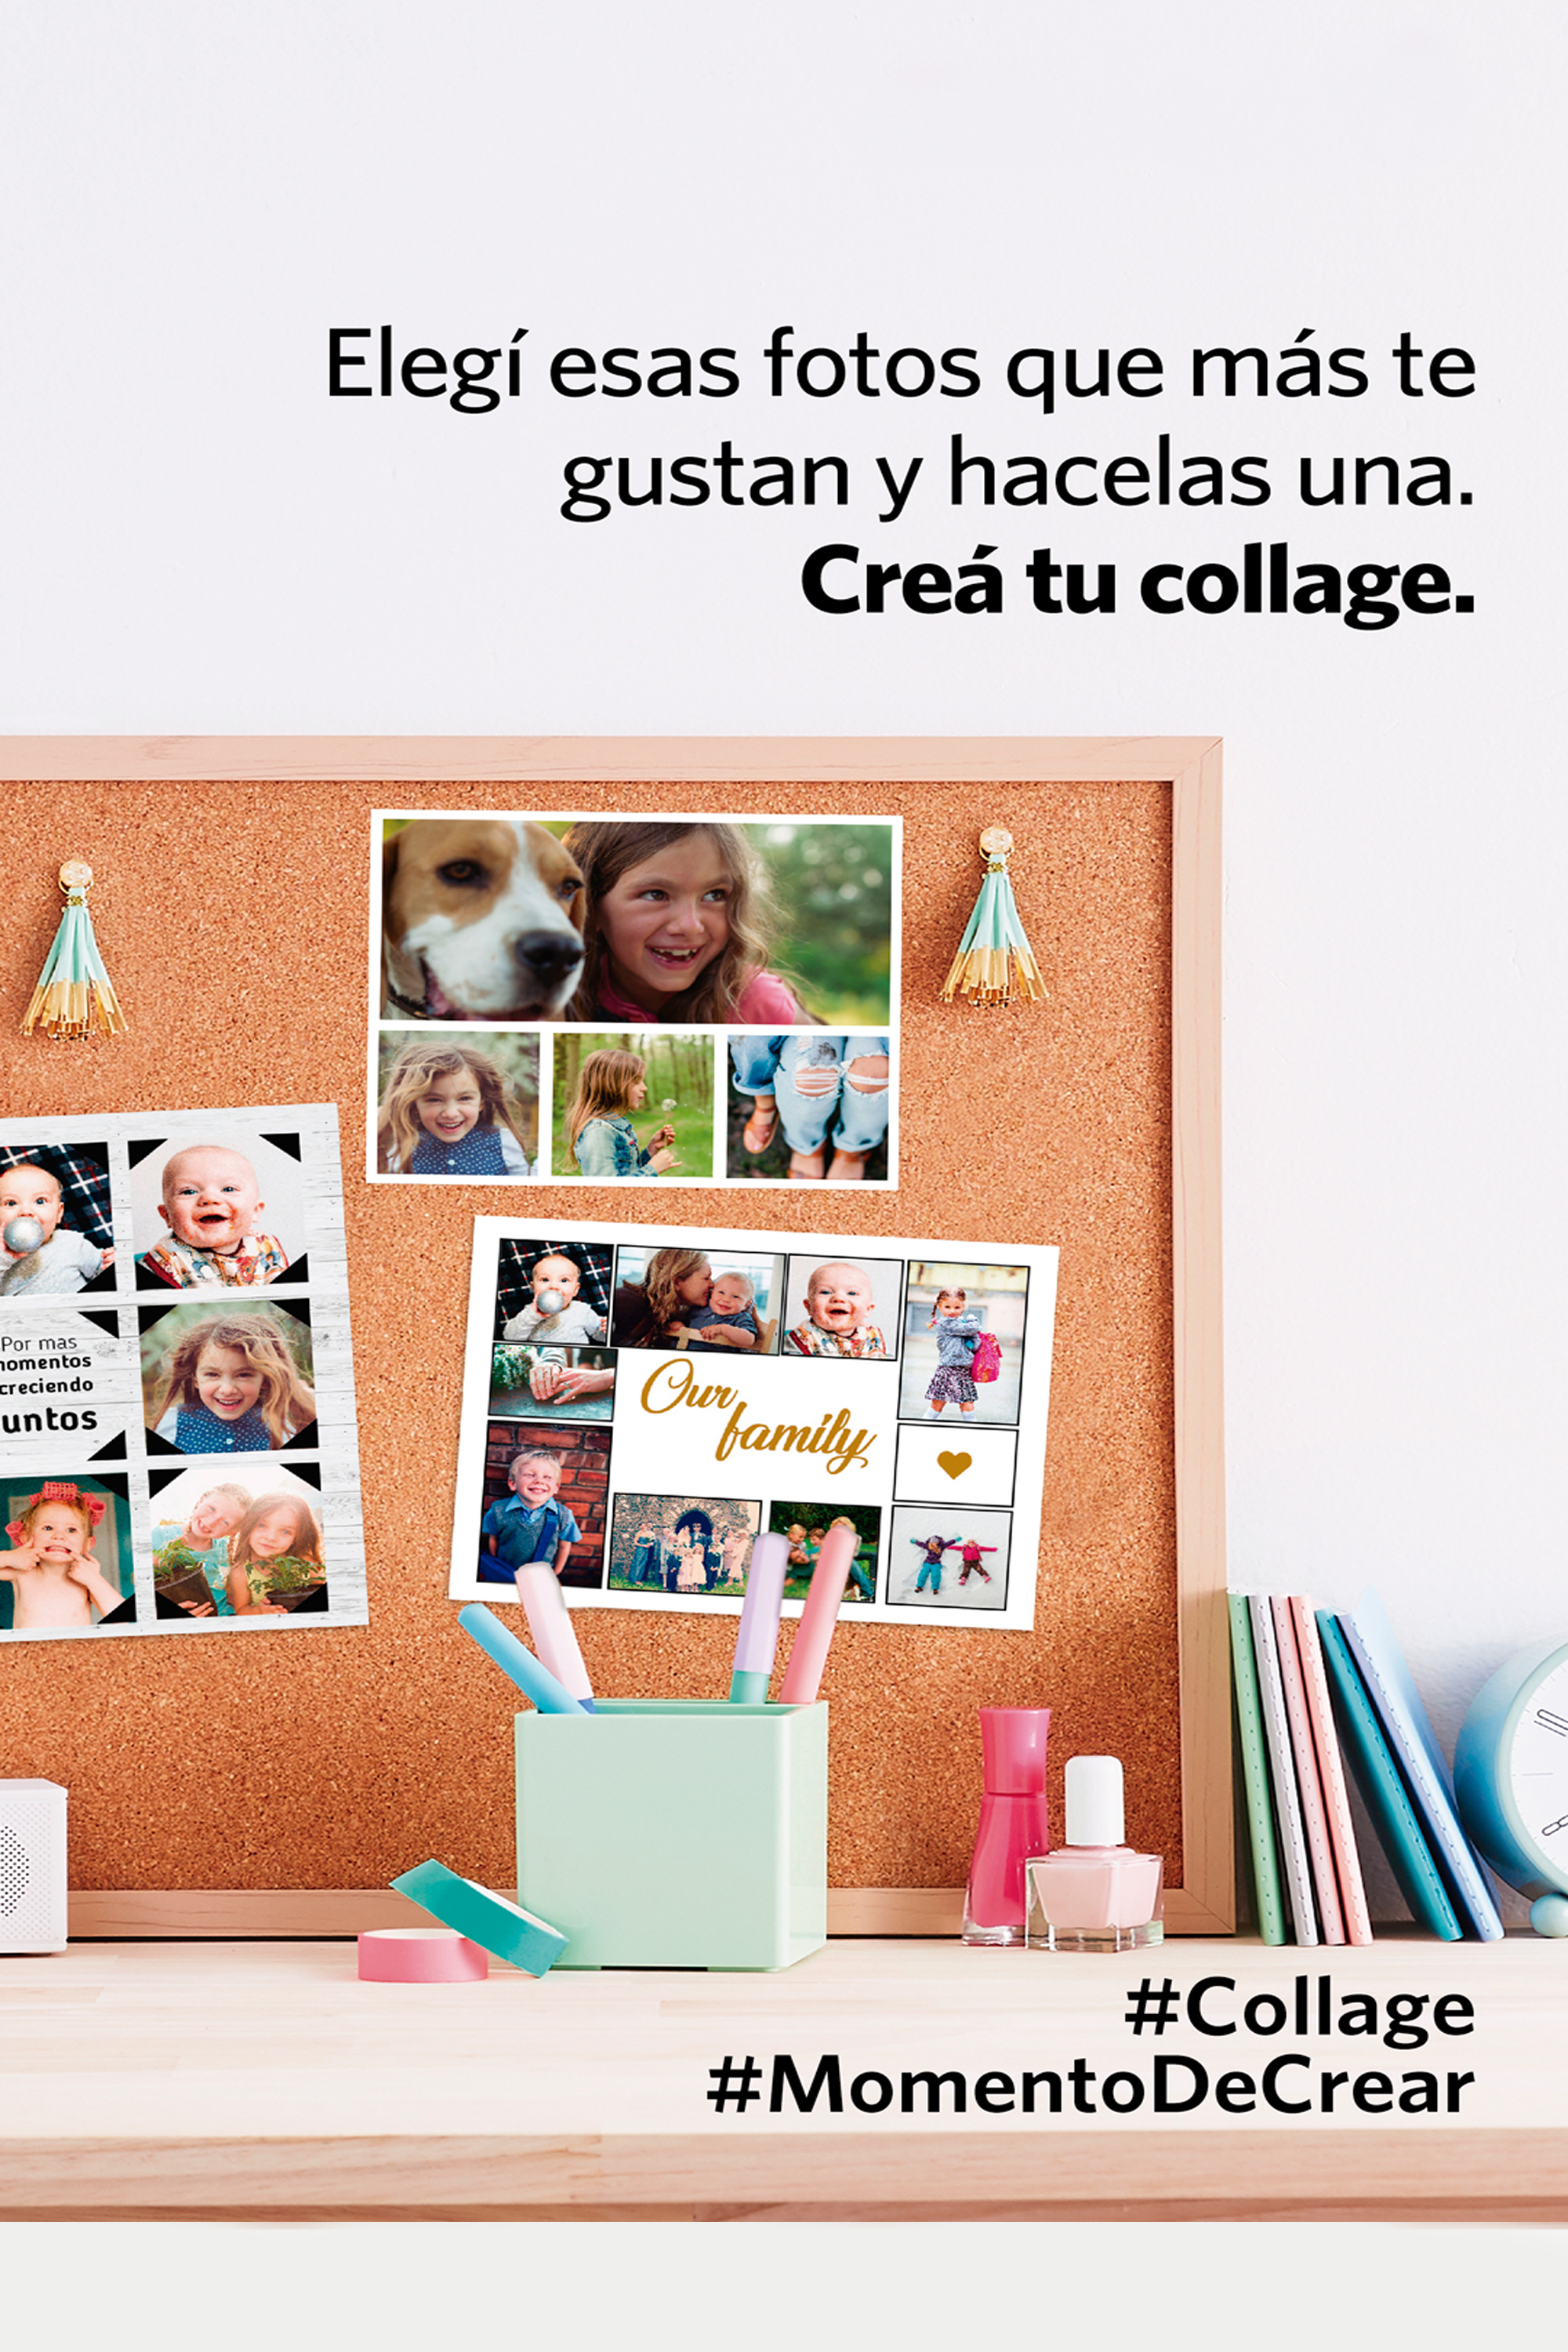 Elegí esas fotos que más te
gustan y hacelas una.
Creá tu collage.
Por mas
momentos
creciendo
untos
Our
family
#Collage
#MomentoDeCrear